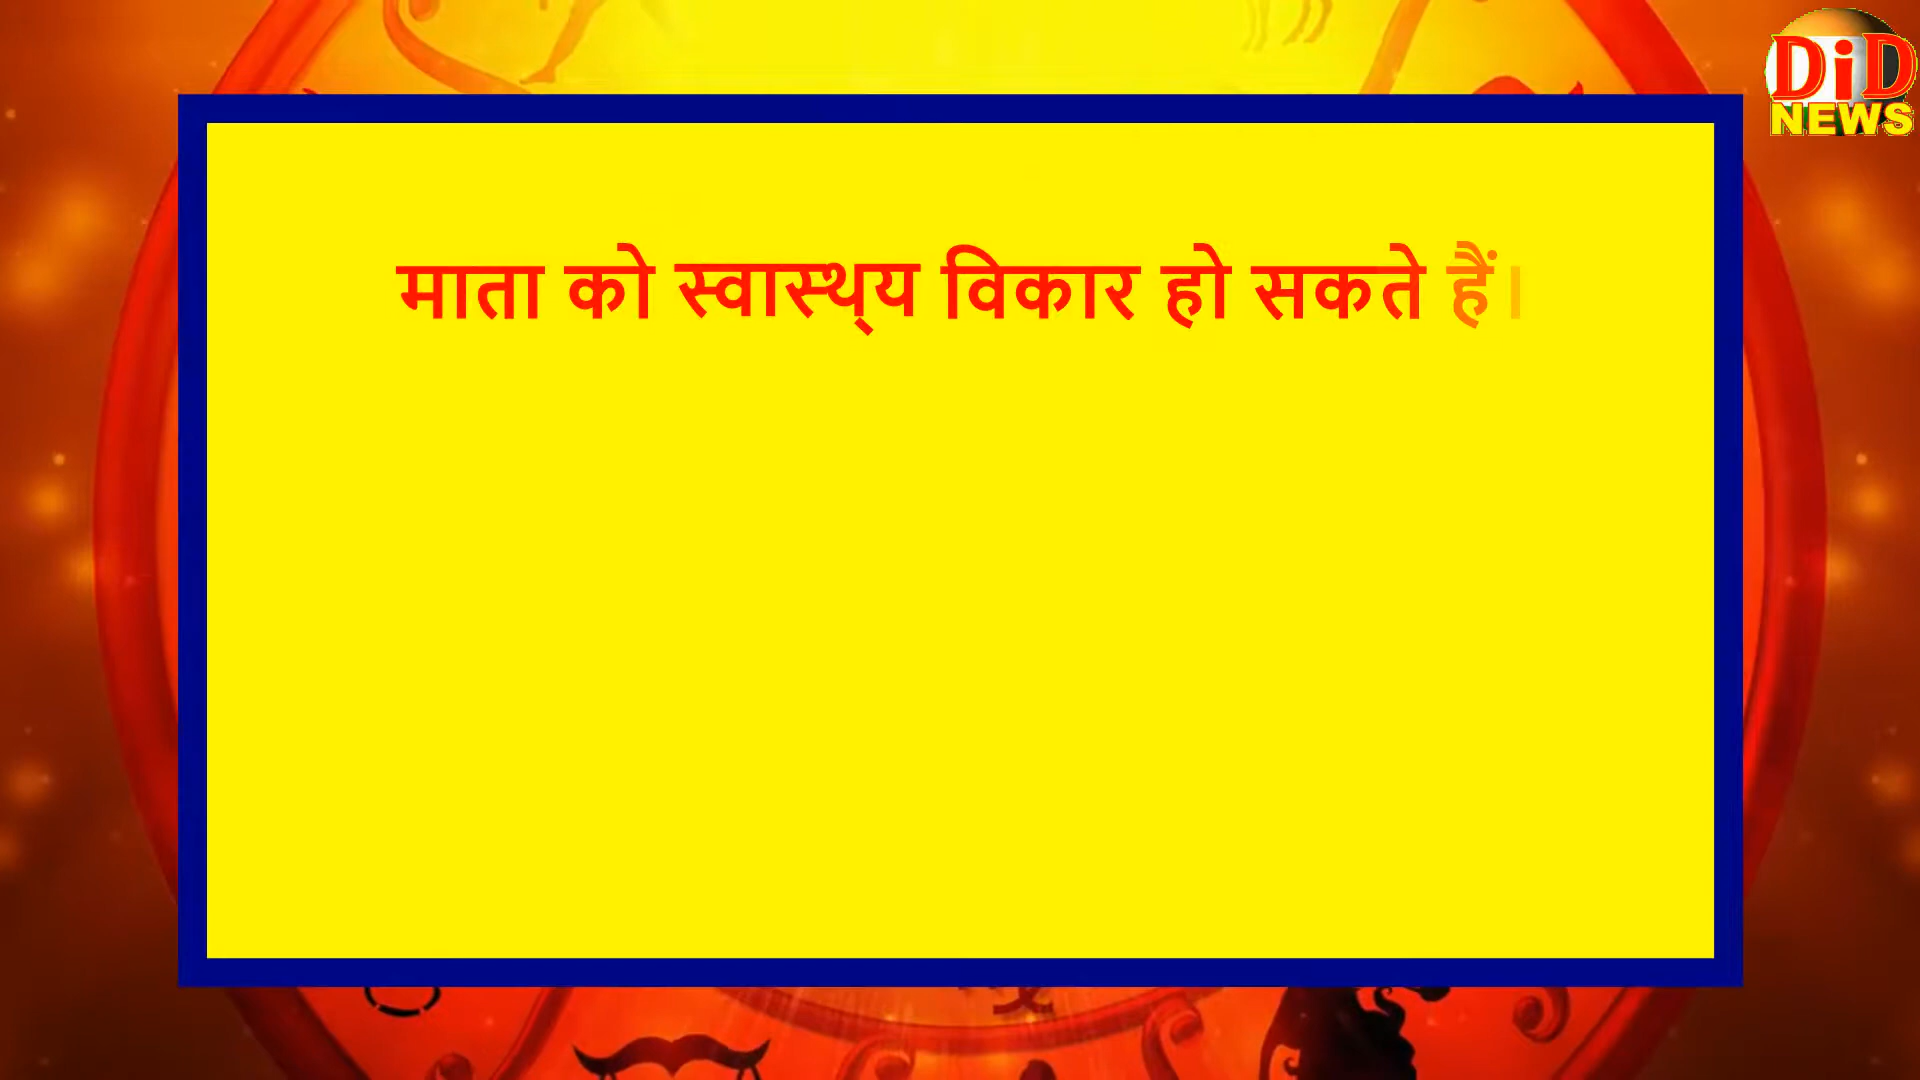 DiD
NEWS
माता को स्वास्थ्य विकार हो सकते हैं।